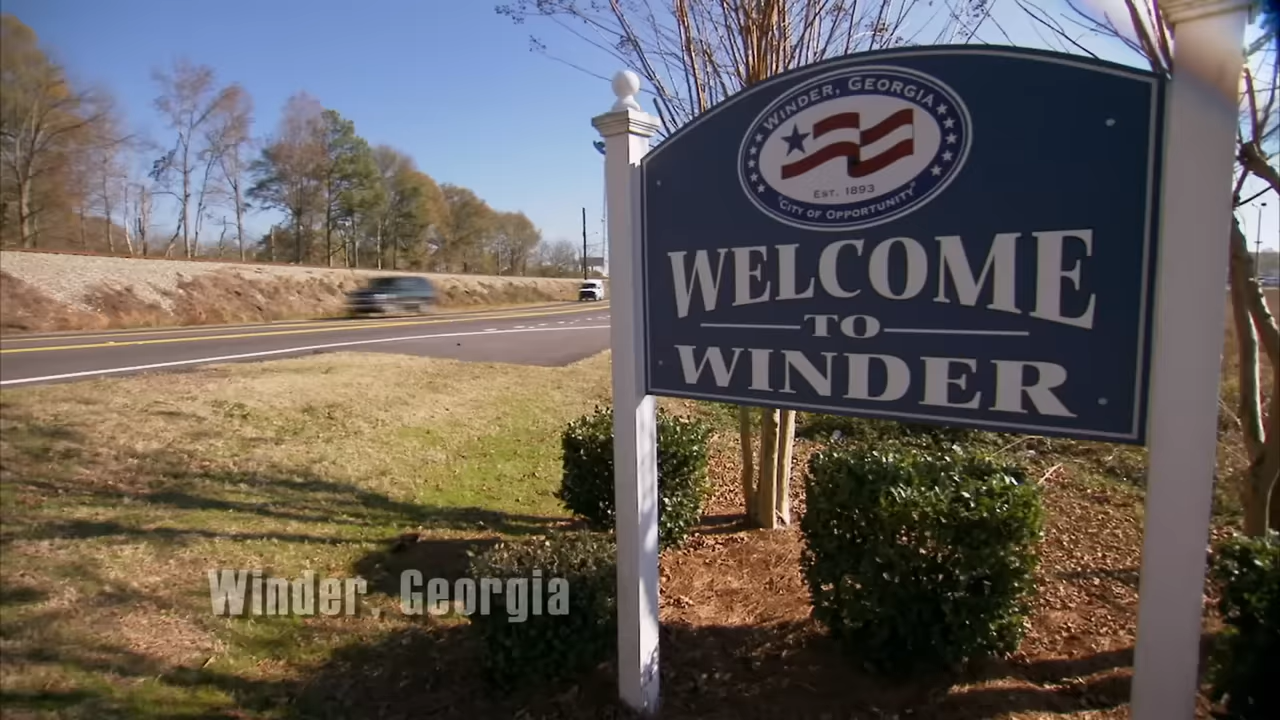 WINDER, GEORGIA
EST. 1893
"CITY OF OPPORTUNITY"
WELCOME
TO
WINDER
Winder, Georgia